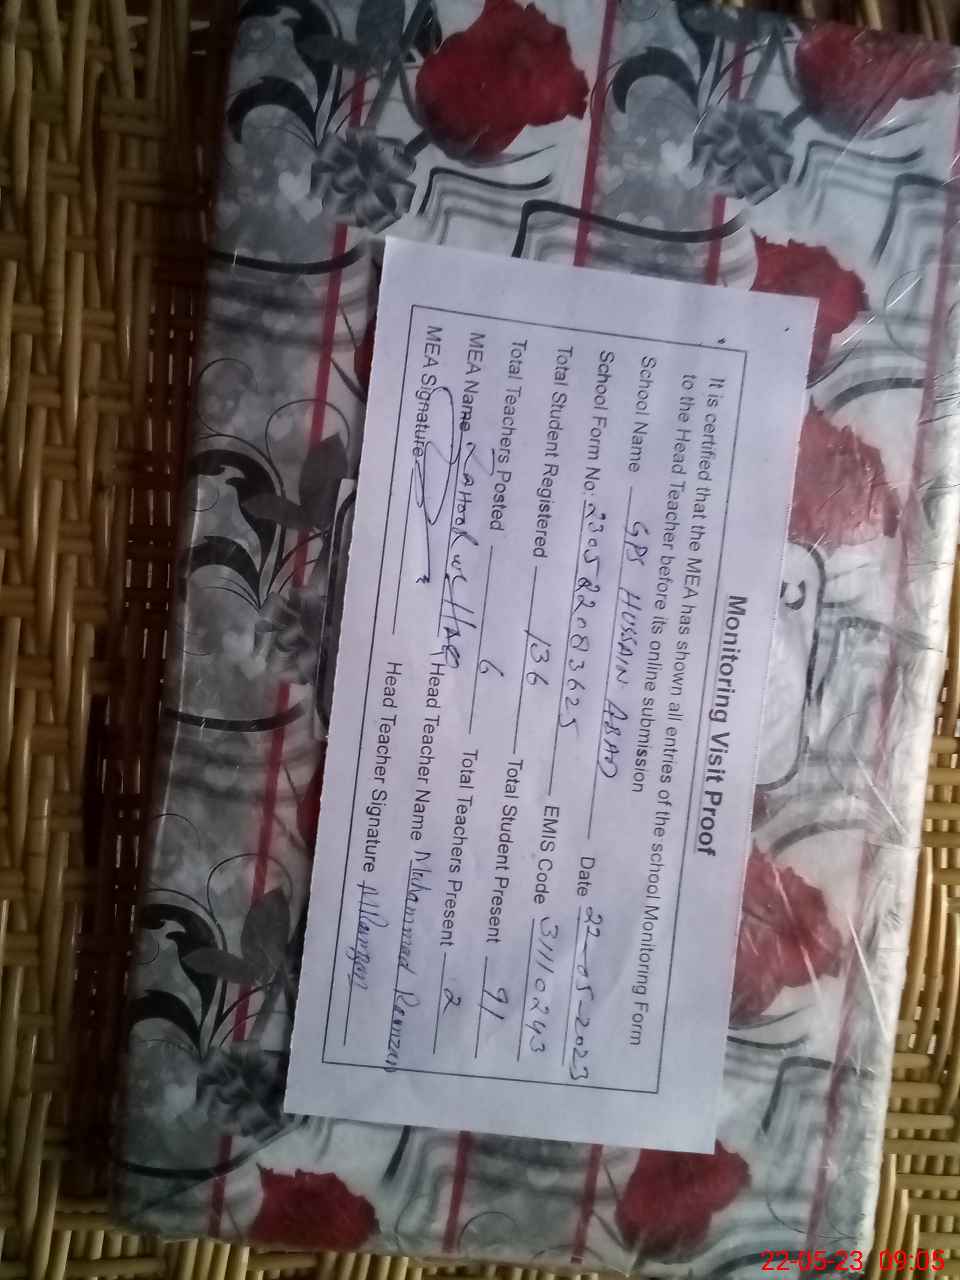 Monitoring Visit Proof
It is certified that the MEA has shown all entries of the school Monitoring Form
to the Head Teacher before its online submission
School Name GPS HUSSAIN ABAD Date 22-05-2023
School Form No: 230522083625 EMIS Code 31110243
Total Student Registered 136 Total Student Present 91
Total Teachers Posted 6 Total Teachers Present 2
MEA Name Zahoor ul Haq Head Teacher Name Muhammad Ramzan
MEA Signature Head Teacher Signature MRamzan
22-05-23 09:05